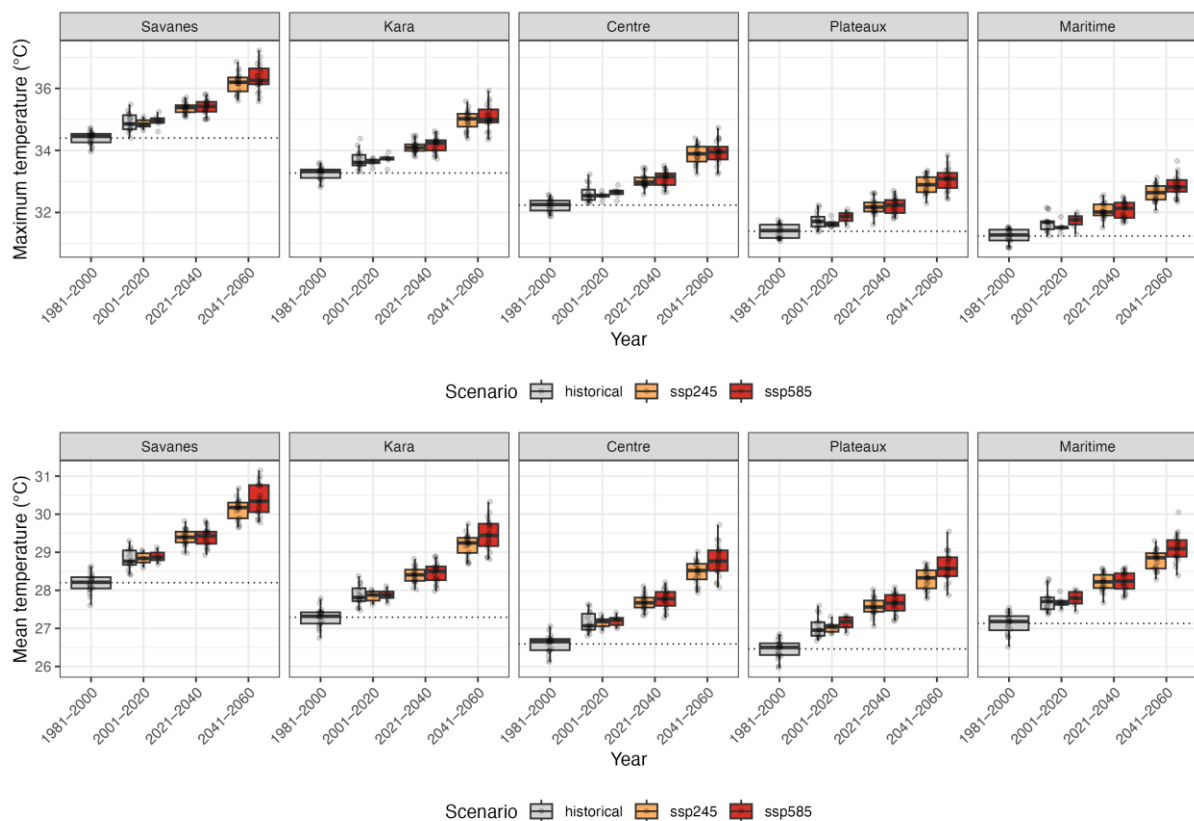 Savanes Kara Centre Plateaux Maritime
Maximum temperature (°C)
36
34
32
1981−2000 2001−2020 2021−2040 2041−2060 1981−2000 2001−2020 2021−2040 2041−2060 1981−2000 2001−2020 2021−2040 2041−2060 1981−2000 2001−2020 2021−2040 2041−2060 1981−2000 2001−2020 2021−2040 2041−2060
Year
Scenario historical ssp245 ssp585
Savanes Kara Centre Plateaux Maritime
Mean temperature (°C)
31
30
29
28
27
26
1981−2000 2001−2020 2021−2040 2041−2060 1981−2000 2001−2020 2021−2040 2041−2060 1981−2000 2001−2020 2021−2040 2041−2060 1981−2000 2001−2020 2021−2040 2041−2060 1981−2000 2001−2020 2021−2040 2041−2060
Year
Scenario historical ssp245 ssp585